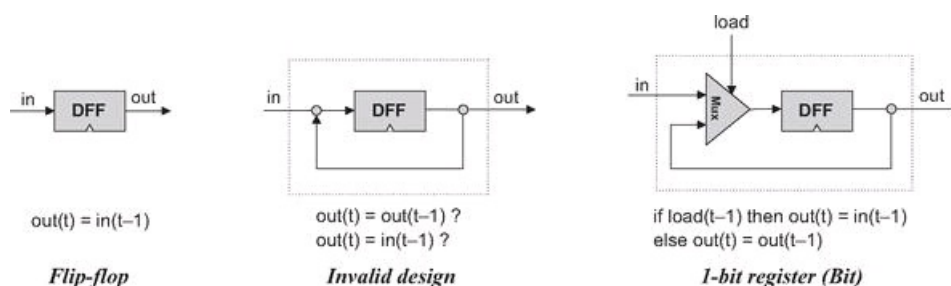 in
DFF
out
out(t) = in(t–1)
Flip-flop
in
DFF
out
out(t) = out(t–1) ?
out(t) = in(t–1) ?
Invalid design
load
in
Mux
DFF
out
if load(t–1) then out(t) = in(t–1)
else out(t) = out(t–1)
1-bit register (Bit)